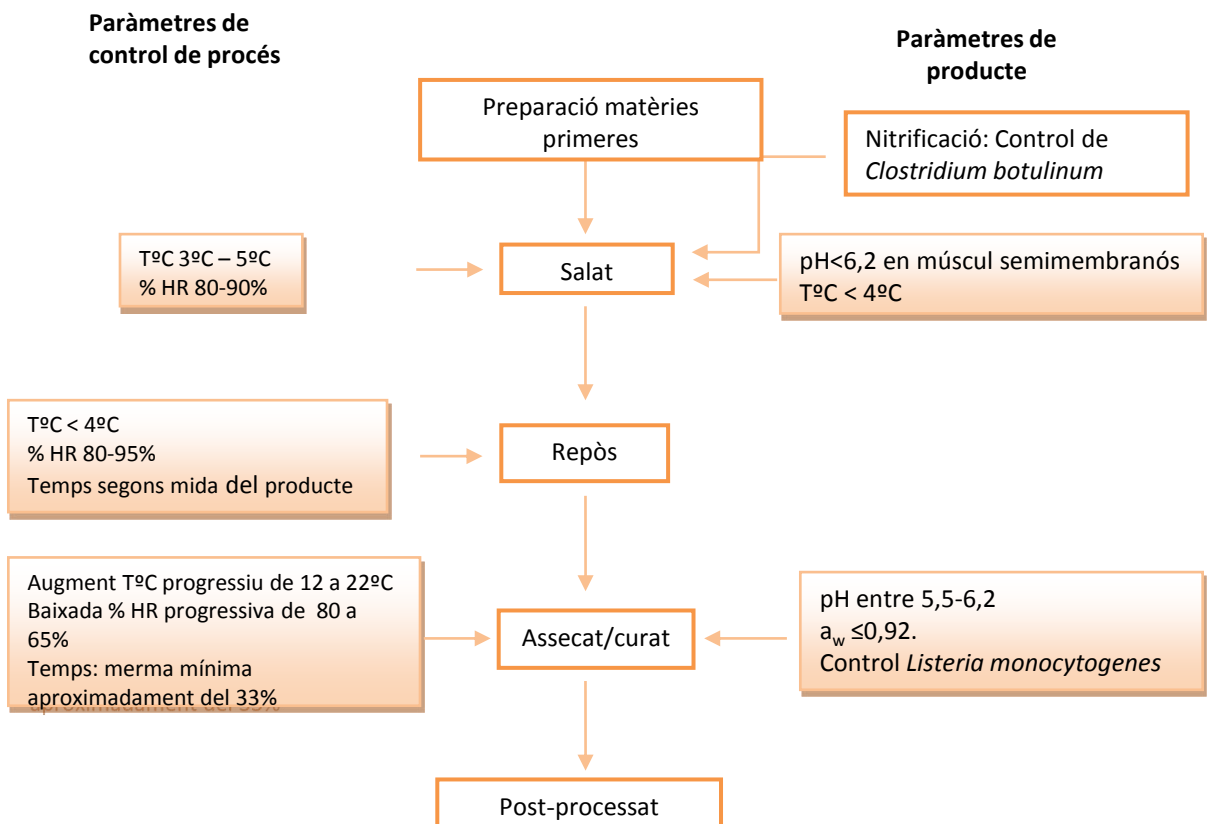 Paràmetres de
control de procés
Paràmetres de
producte
Preparació matèries
primeres
Nitrificació: Control de
Clostridium botulinum
TºC 3ºC – 5ºC
% HR 80-90%
Salat
pH<6,2 en múscul semimembranós
TºC < 4ºC
TºC < 4ºC
% HR 80-95%
Temps segons mida del producte
Repòs
Augment TºC progressiu de 12 a 22ºC
Baixada % HR progressiva de 80 a
65%
Temps: merma mínima
aproximadament del 33%
Assecat/curat
pH entre 5,5-6,2
aw ≤0,92.
Control Listeria monocytogenes
Post-processat